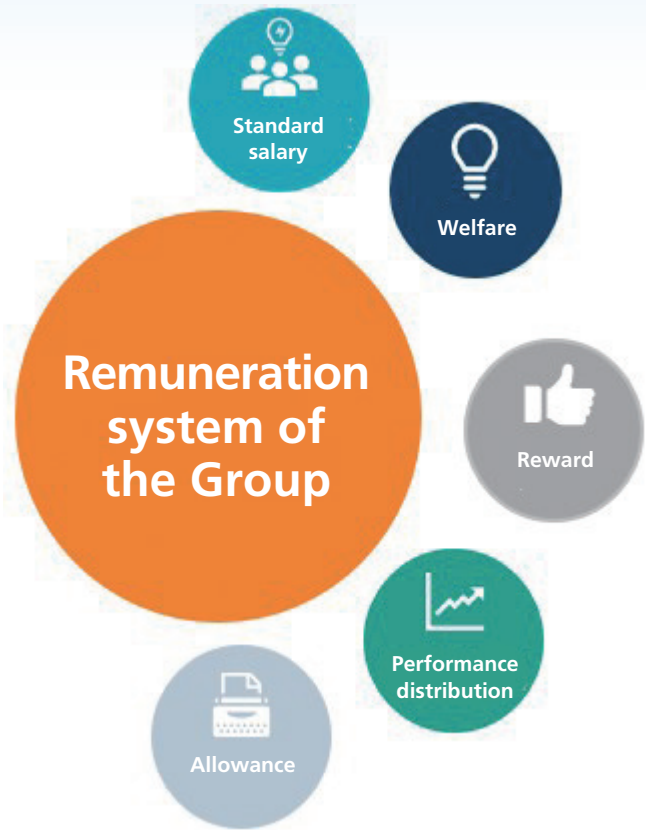 Standard
salary
Welfare
Remuneration
system of
the Group
Reward
Performance
distribution
Allowance